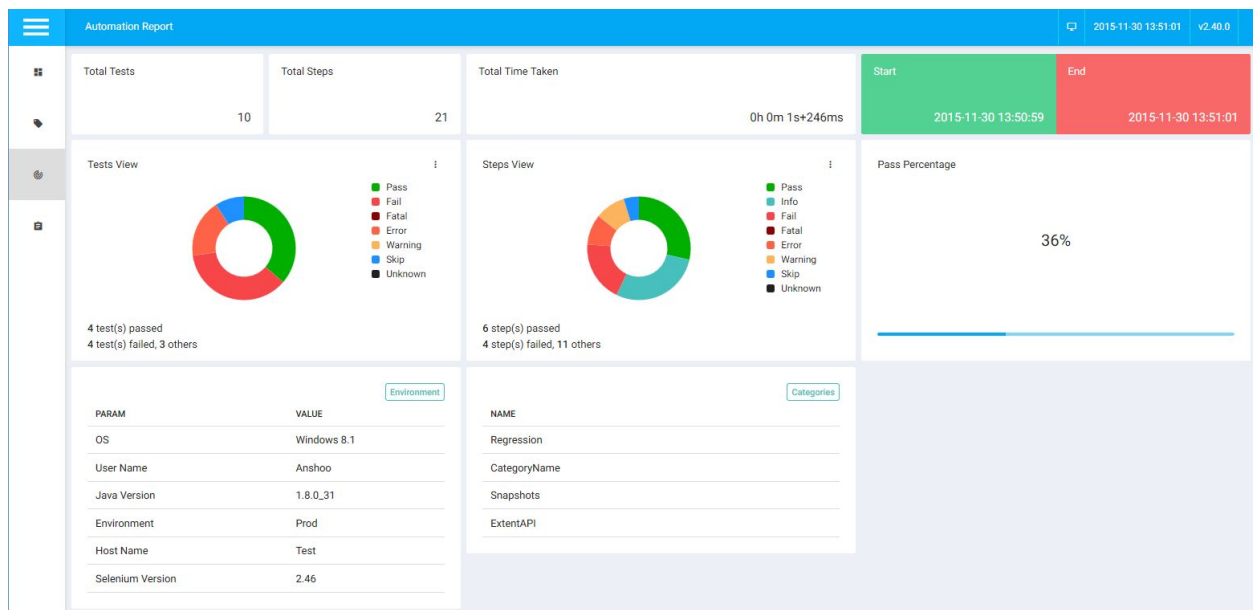 Automation Report
2015-11-30 13:51:01
v2.40.0
Total Tests
10
Total Steps
21
Total Time Taken
0h 0m 1s+246ms
Start
2015-11-30 13:50:59
End
2015-11-30 13:51:01
Tests View
Pass
Fail
Fatal
Error
Warning
Skip
Unknown
4 test(s) passed
4 test(s) failed, 3 others
Steps View
Pass
Info
Fail
Fatal
Error
Warning
Skip
Unknown
6 step(s) passed
4 step(s) failed, 11 others
Pass Percentage
36%
Environment
PARAM VALUE
OS Windows 8.1
User Name Anshoo
Java Version 1.8.0_31
Environment Prod
Host Name Test
Selenium Version 2.46
Categories
NAME
Regression
CategoryName
Snapshots
ExtentAPI